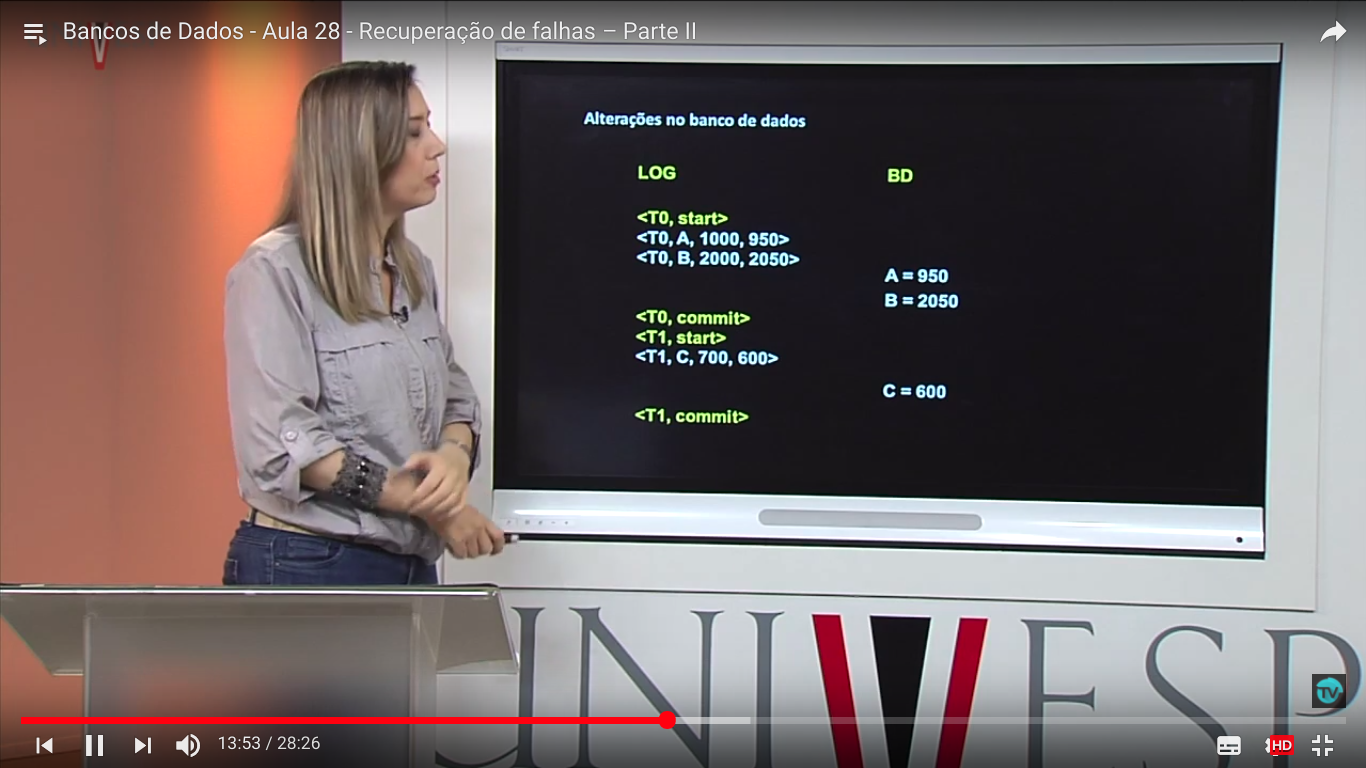 Bancos de Dados - Aula 28 - Recuperação de falhas – Parte II
Alterações no banco de dados
LOG
BD
<T0, start>
<T0, A, 1000, 950>
<T0, B, 2000, 2050>
A = 950
B = 2050
<T0, commit>
<T1, start>
<T1, C, 700, 600>
C = 600
<T1, commit>
UNIVESP
TV
13:53 / 28:26
HD